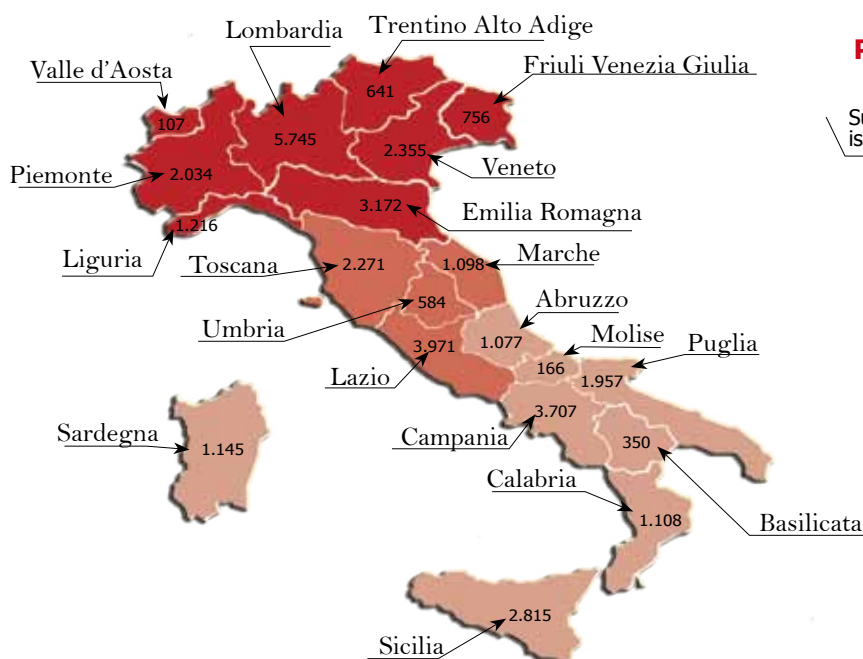 Trentino Alto Adige
Lombardia
P
Valle d'Aosta
Friuli Venezia Giulia
641
107
756
Su
is
5.745
2.355
Veneto
Piemonte
2.034
3.172
Emilia Romagna
1.216
Liguria
Toscana
2.271
1.098
Marche
584
Abruzzo
Umbria
1.077
Molise
3.971
166
Puglia
Lazio
1.957
3.707
Sardegna
1.145
Campania
350
Calabria
1.108
Basilicata
2.815
Sicilia